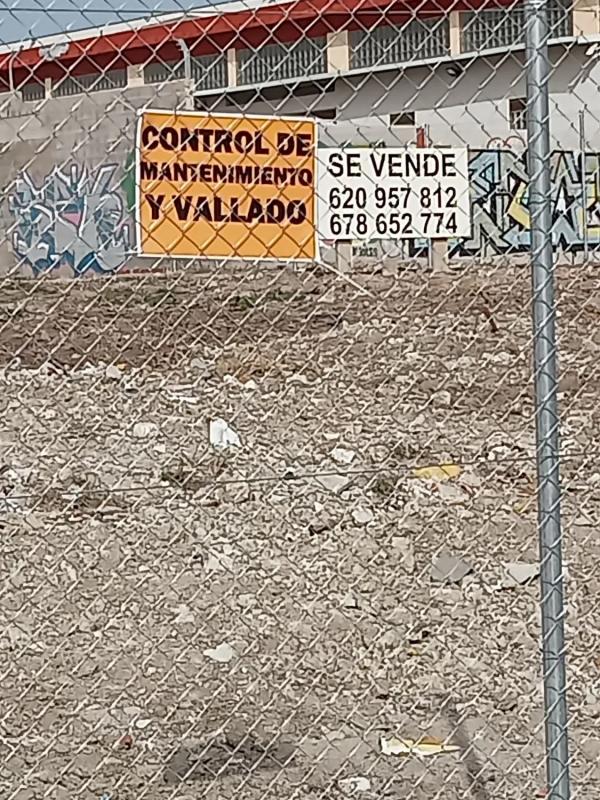 CONTROL DE
MANTENIMIENTO
Y VALLADO
SE VENDE
620 957 812
678 652 774